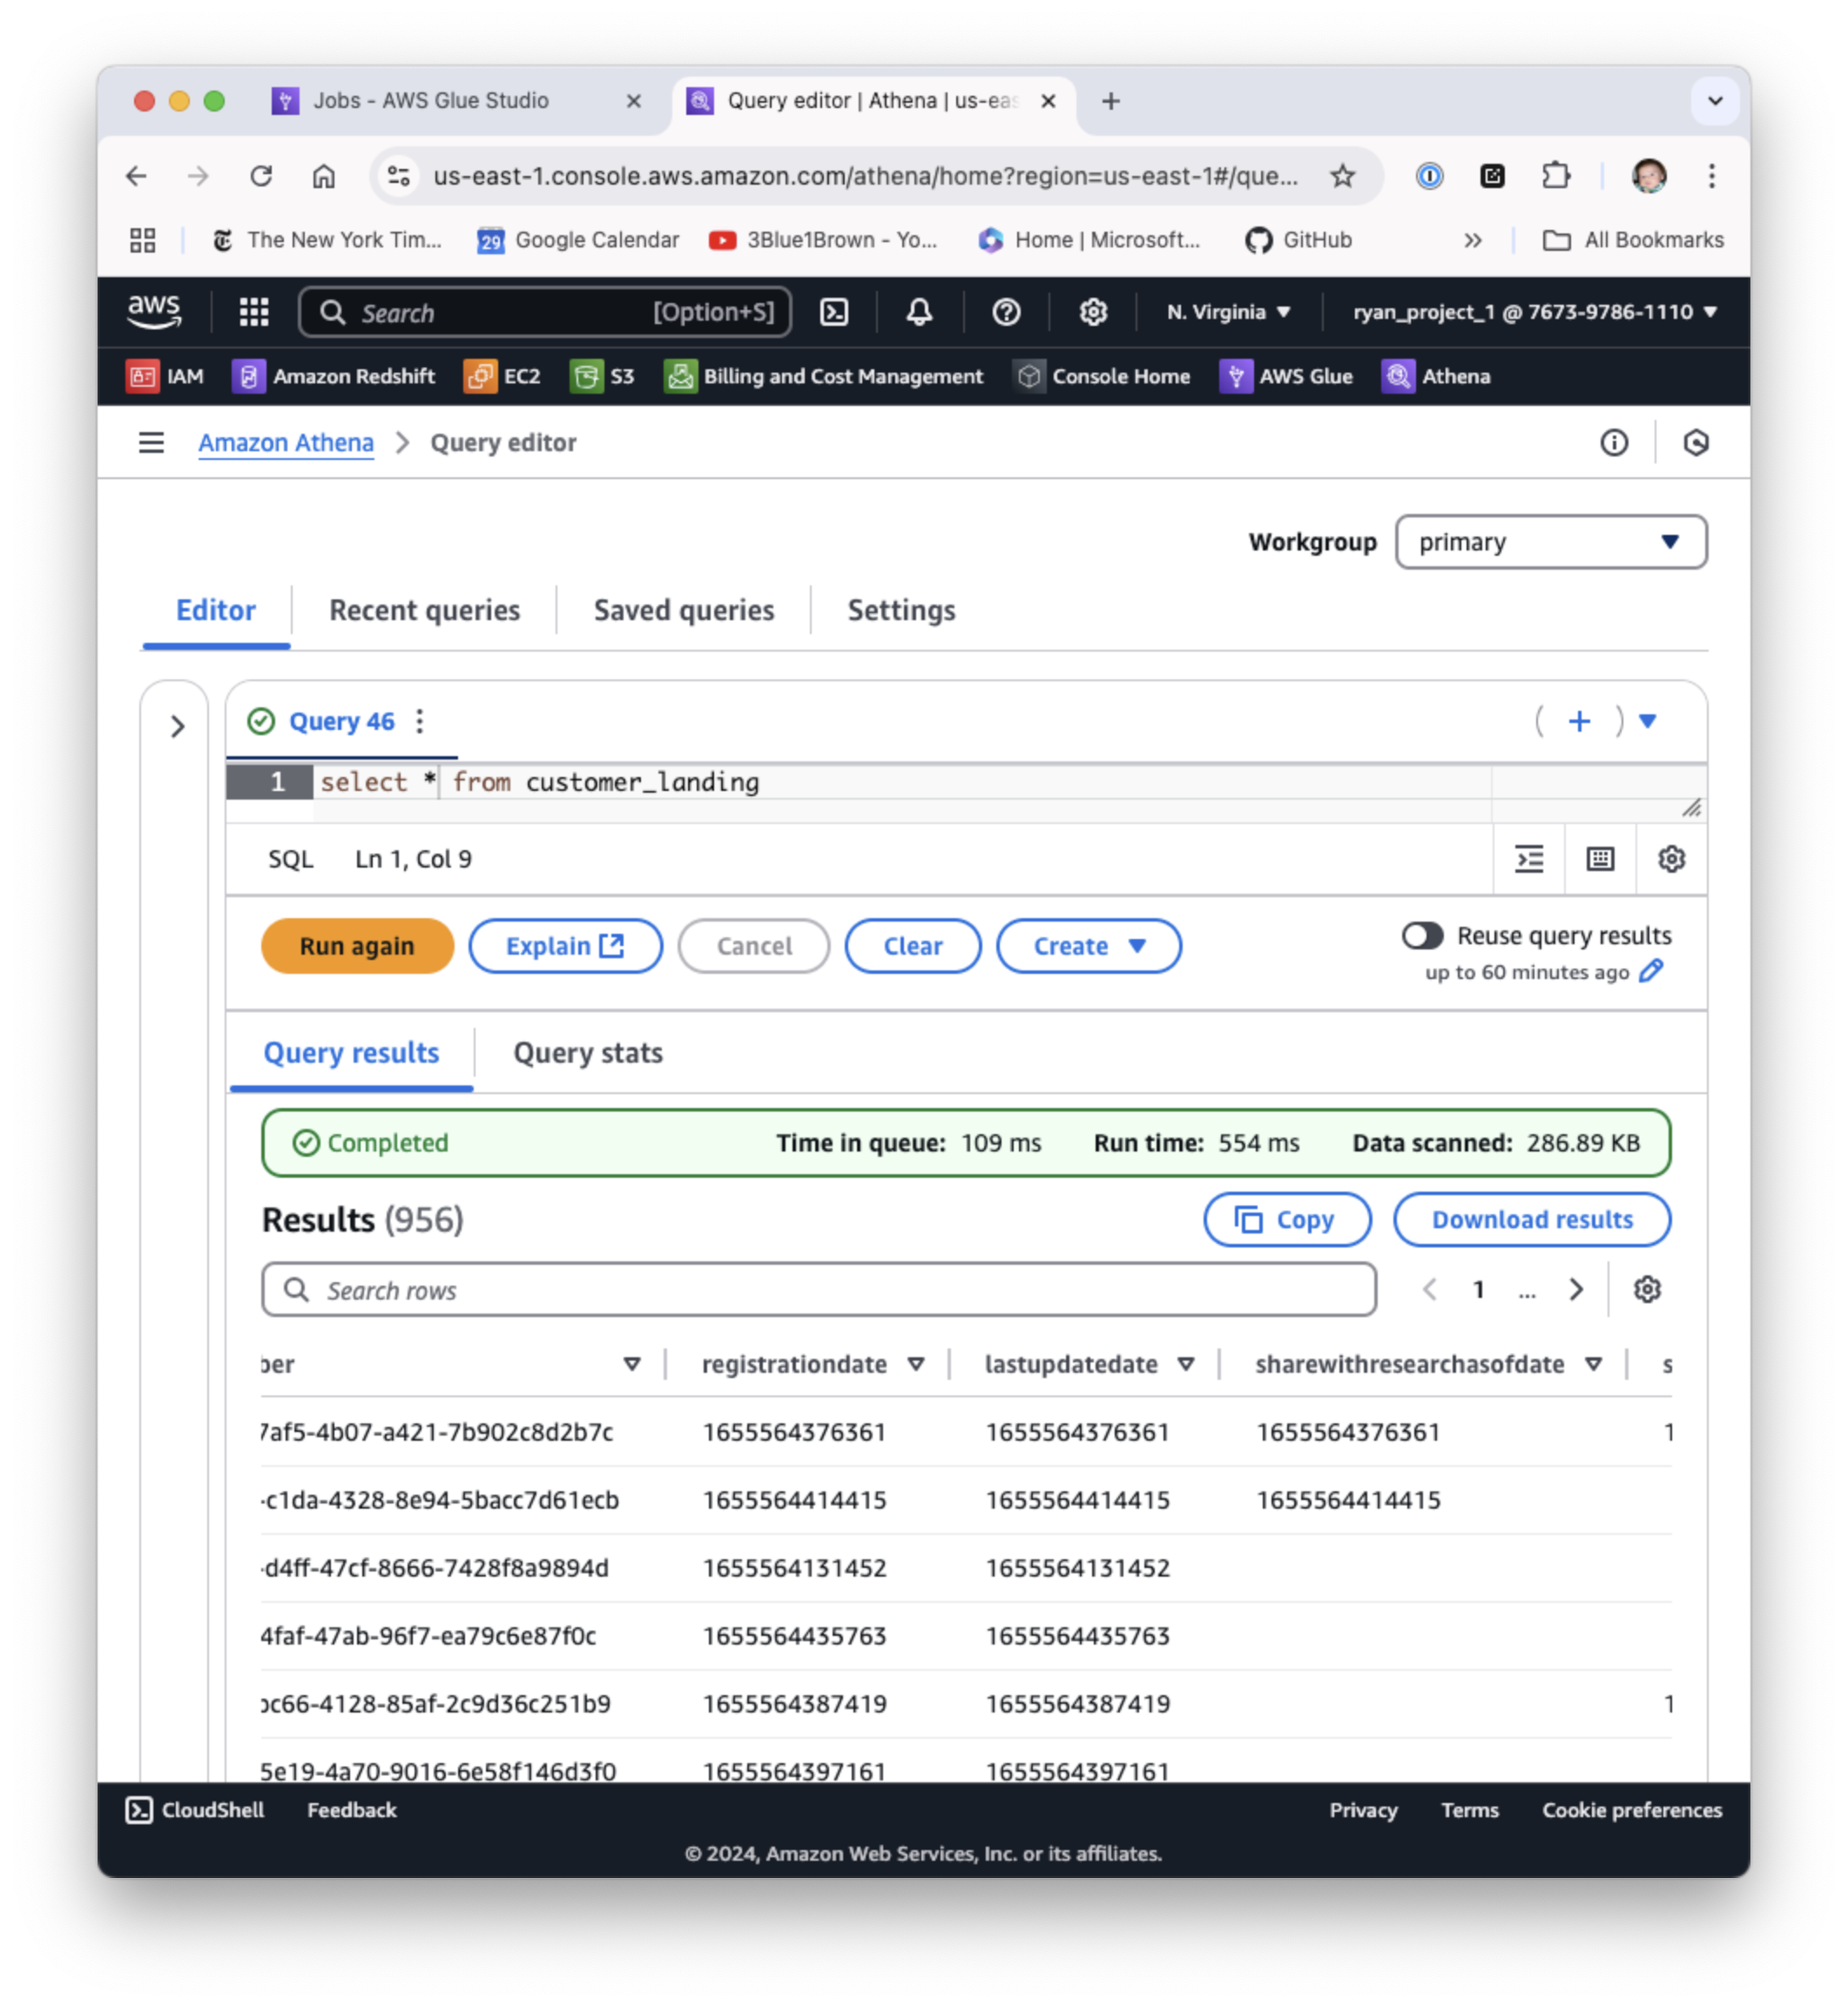 Jobs - AWS Glue Studio
Query editor | Athena | us-eas
us-east-1.console.aws.amazon.com/athena/home?region=us-east-1#/que...
The New York Tim...
29 Google Calendar
3Blue1Brown - Yo...
Home | Microsoft...
GitHub
All Bookmarks
aws
Search [Option+S]
N. Virginia
ryan_project_1 @ 7673-9786-1110
IAM
Amazon Redshift
EC2
S3
Billing and Cost Management
Console Home
AWS Glue
Athena
Amazon Athena > Query editor
Workgroup primary
Editor
Recent queries
Saved queries
Settings
Query 46
1 select * from customer_landing
SQL Ln 1, Col 9
Run again
Explain
Cancel
Clear
Create
Reuse query results
up to 60 minutes ago
Query results
Query stats
Completed Time in queue: 109 ms Run time: 554 ms Data scanned: 286.89 KB
Results (956)
Copy
Download results
Search rows
1 ...
ber registrationdate lastupdatedate sharewithresearchasofdate s
7af5-4b07-a421-7b902c8d2b7c 1655564376361 1655564376361 1655564376361 1
-c1da-4328-8e94-5bacc7d61ecb 1655564414415 1655564414415 1655564414415
-d4ff-47cf-8666-7428f8a9894d 1655564131452 1655564131452
4faf-47ab-96f7-ea79c6e87f0c 1655564435763 1655564435763
bc66-4128-85af-2c9d36c251b9 1655564387419 1655564387419 1
5e19-4a70-9016-6e58f146d3f0 1655564397161 1655564397161
CloudShell Feedback Privacy Terms Cookie preferences
© 2024, Amazon Web Services, Inc. or its affiliates.